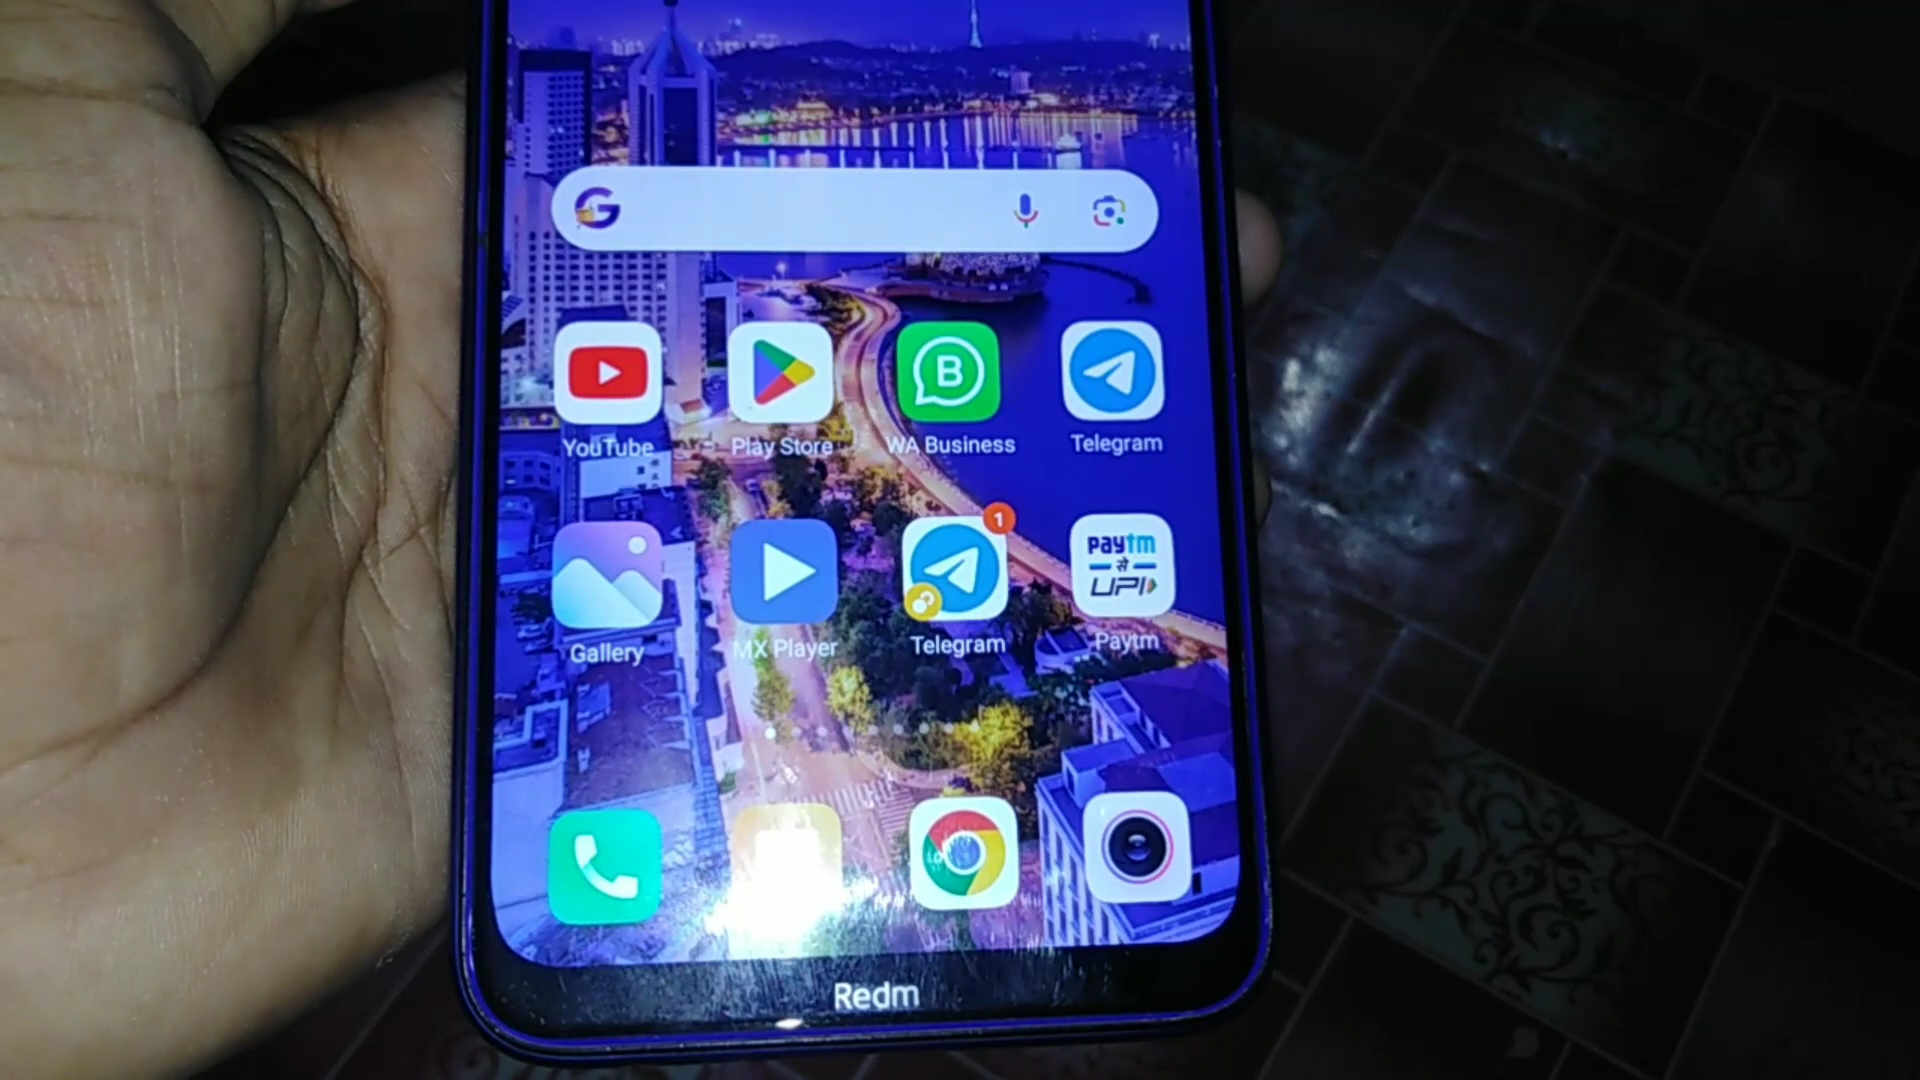 G
YouTube
Play Store
B
WA Business
Telegram
Gallery
MX Player
1
Telegram
paytm
से
UPI
Paytm
Redm